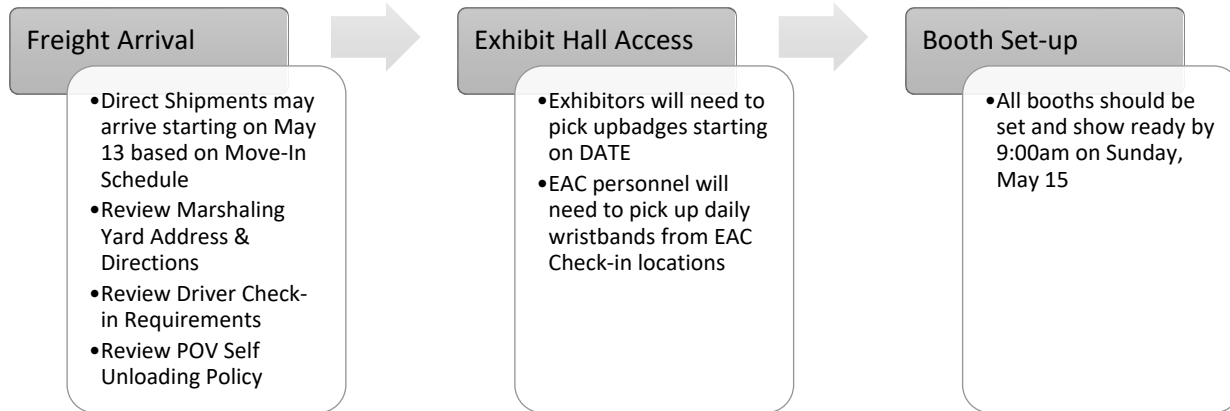 Freight Arrival
•Direct Shipments may
arrive starting on May
13 based on Move-In
Schedule
•Review Marshaling
Yard Address &
Directions
•Review Driver Check-
in Requirements
•Review POV Self
Unloading Policy
Exhibit Hall Access
•Exhibitors will need to
pick upbadges starting
on DATE
•EAC personnel will
need to pick up daily
wristbands from EAC
Check-in locations
Booth Set-up
•All booths should be
set and show ready by
9:00am on Sunday,
May 15